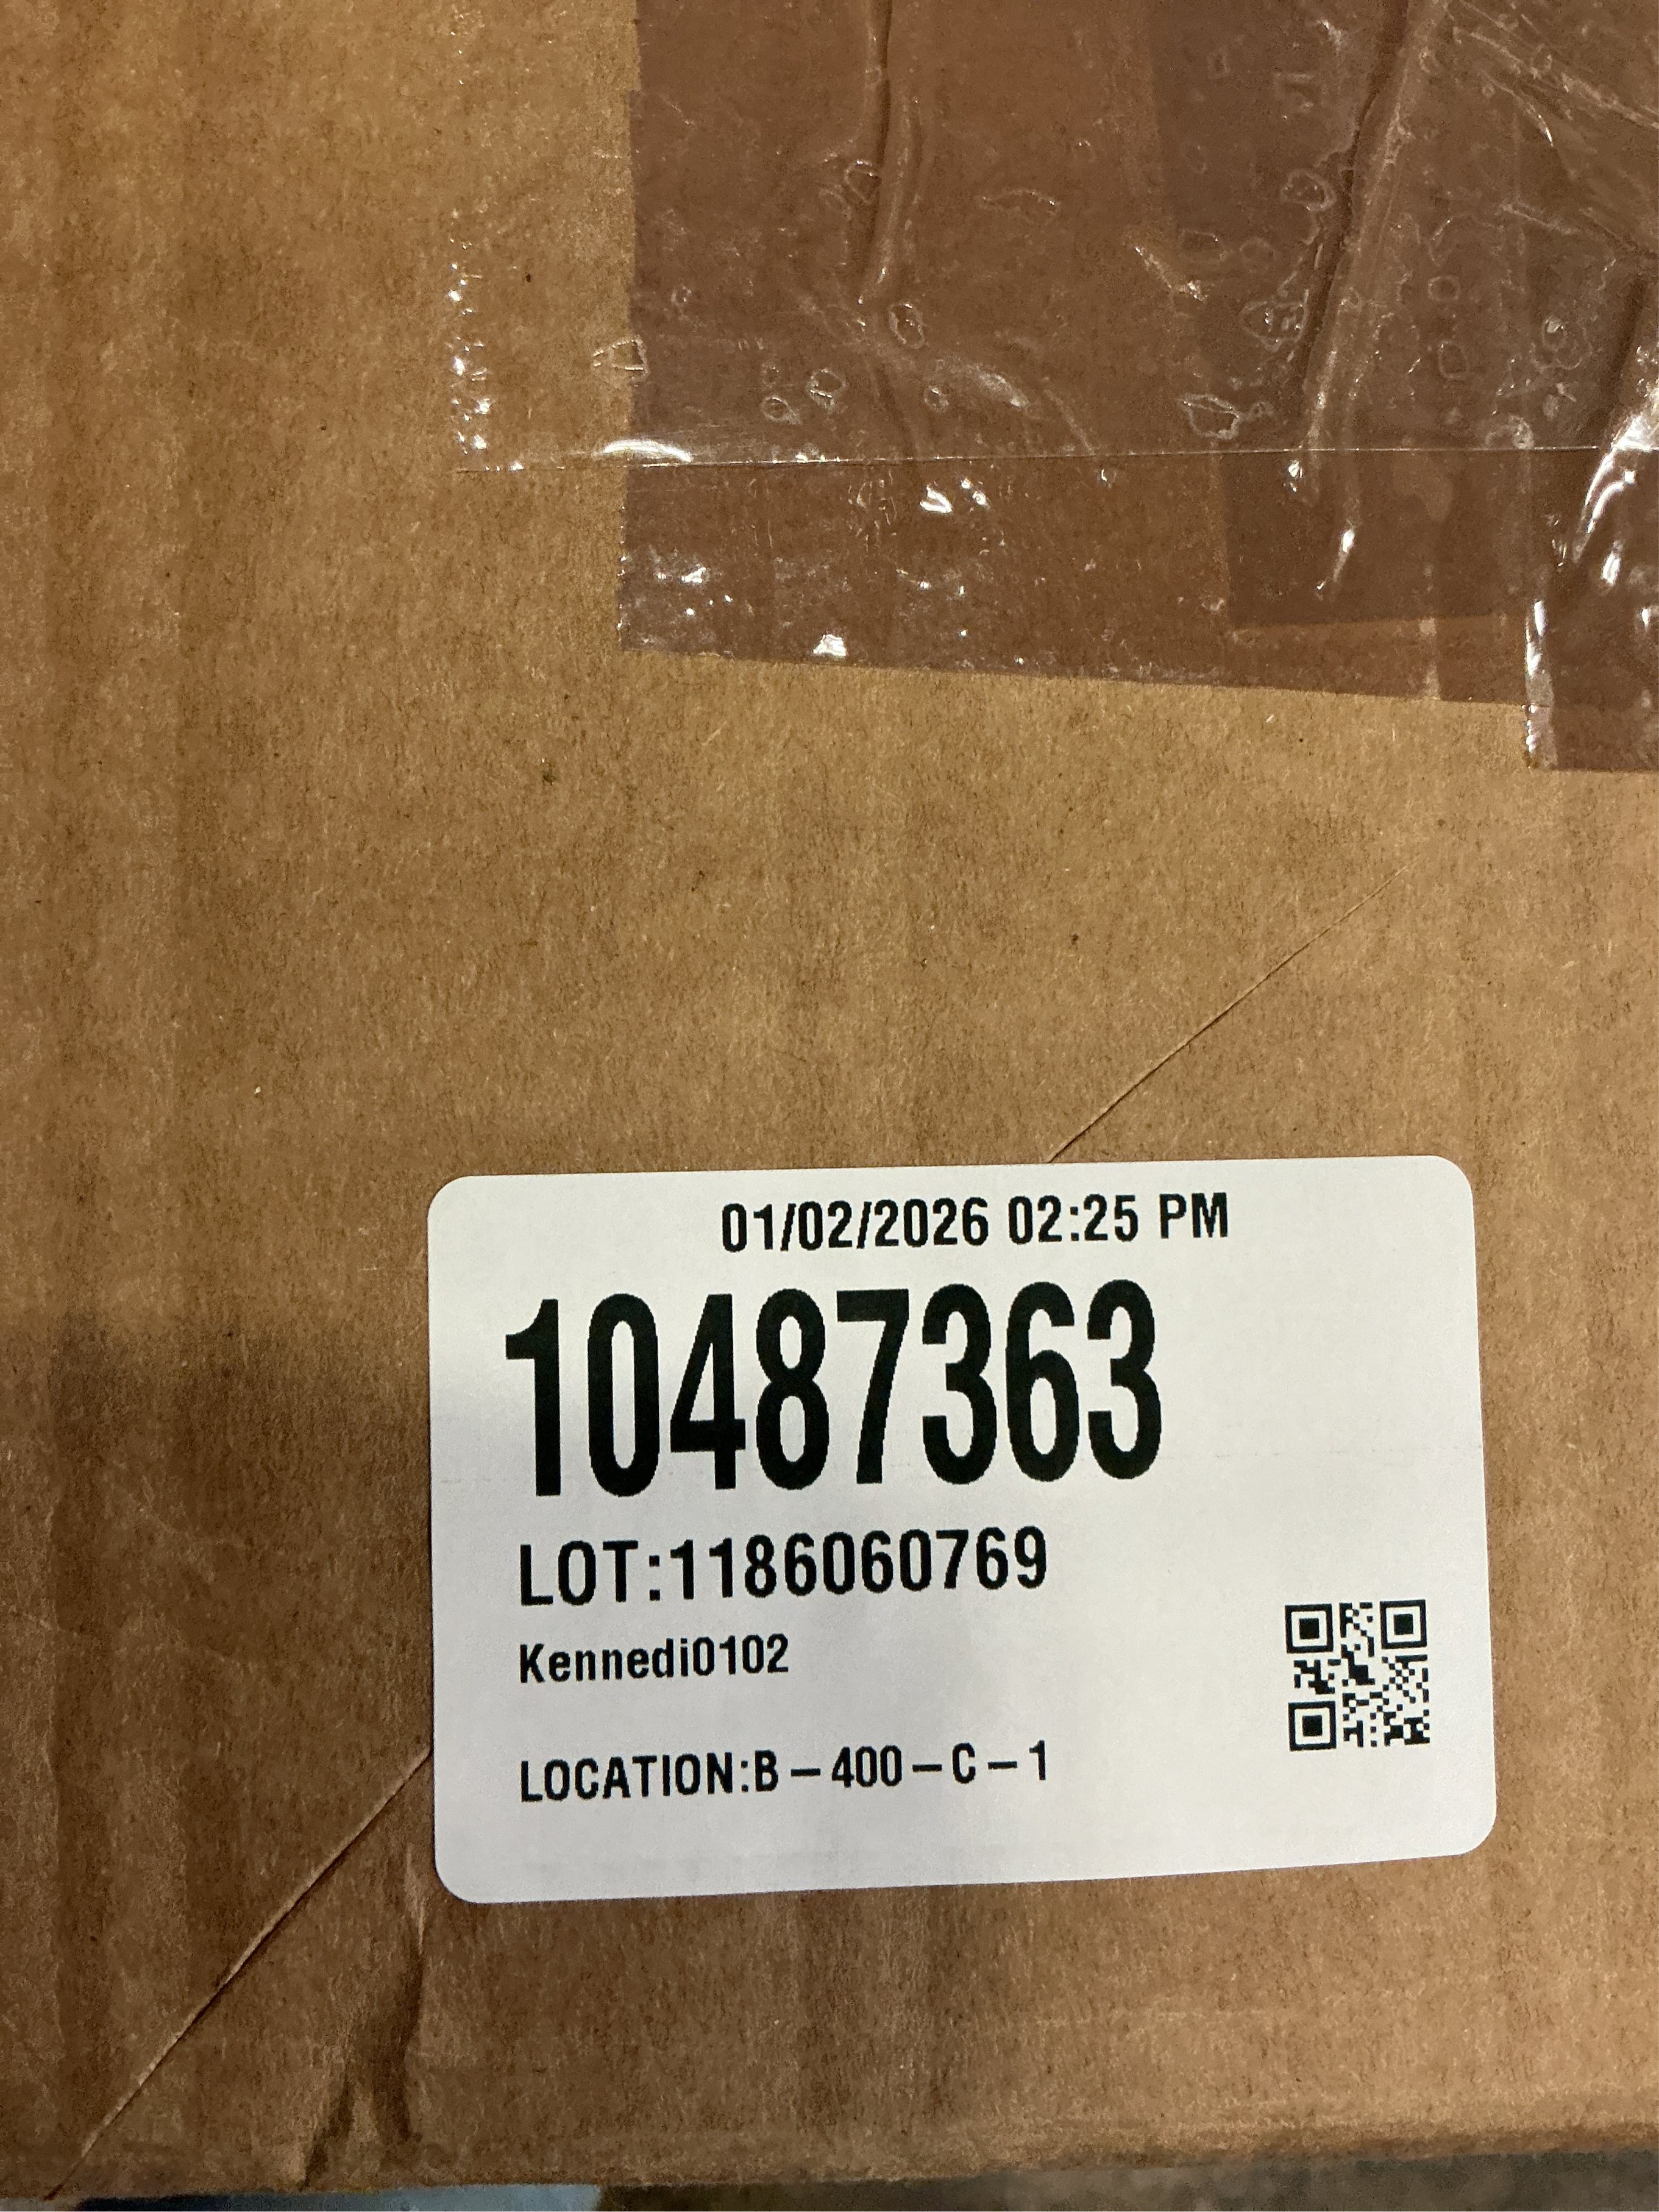 01/02/2026 02:25 PM
10487363
LOT:1186060769
Kennedi0102
LOCATION:B – 400 – C – 1